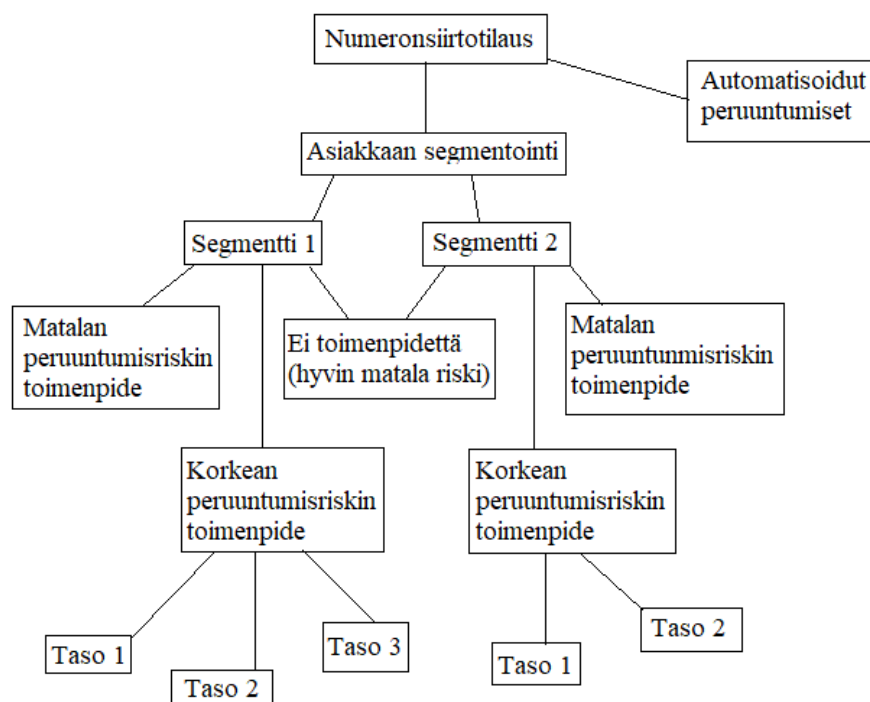 Numeronsiirtotilaus
Automatisoidut
peruuntumiset
Asiakkaan segmentointi
Segmentti 1
Segmentti 2
Matalan
peruuntumisriskin
toimenpide
Ei toimenpidettä
(hyvin matala riski)
Matalan
peruuntunmisriskin
toimenpide
Korkean
peruuntumisriskin
toimenpide
Korkean
peruuntumisriskin
toimenpide
Taso 1
Taso 2
Taso 3
Taso 1
Taso 2